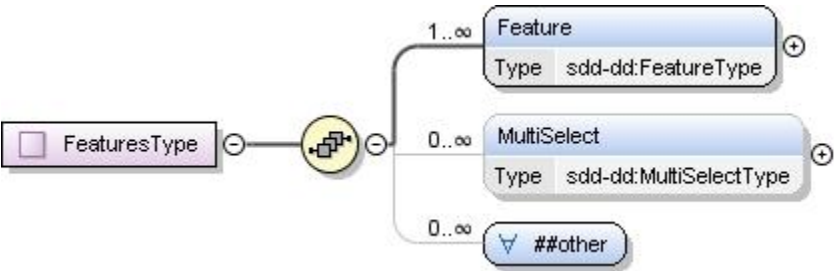 1..∞
Feature
Type sdd-dd:FeatureType
FeaturesType
0..∞
MultiSelect
Type sdd-dd:MultiSelectType
0..∞
∀ ##other